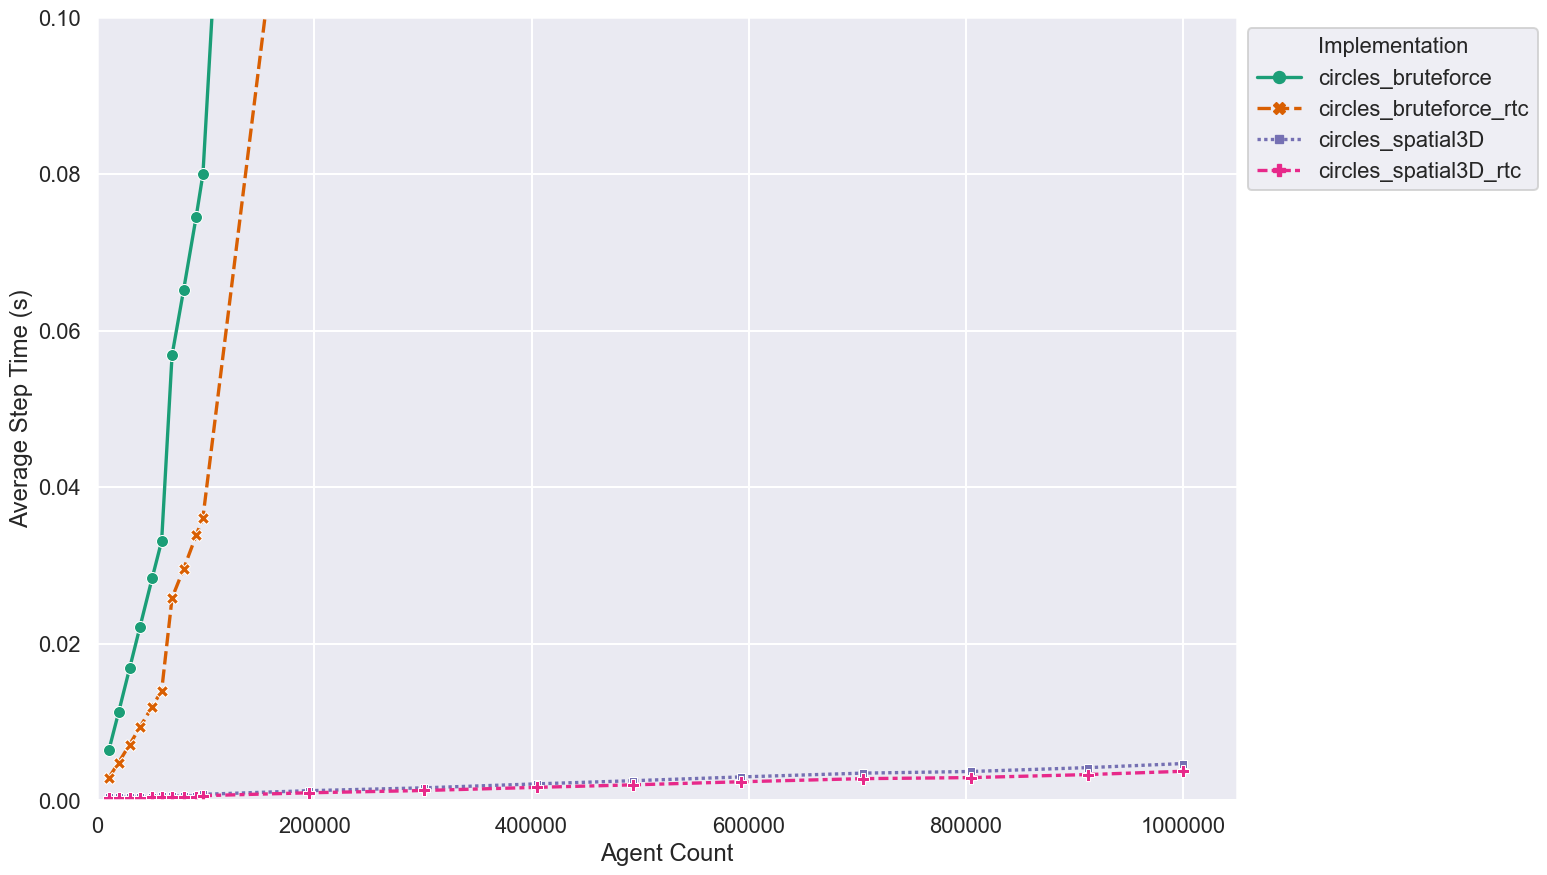 0.10
0.08
0.06
0.04
0.02
0.00
Average Step Time (s)
0
200000
400000
600000
800000
1000000
Agent Count
Implementation
circles_bruteforce
circles_bruteforce_rtc
circles_spatial3D
circles_spatial3D_rtc